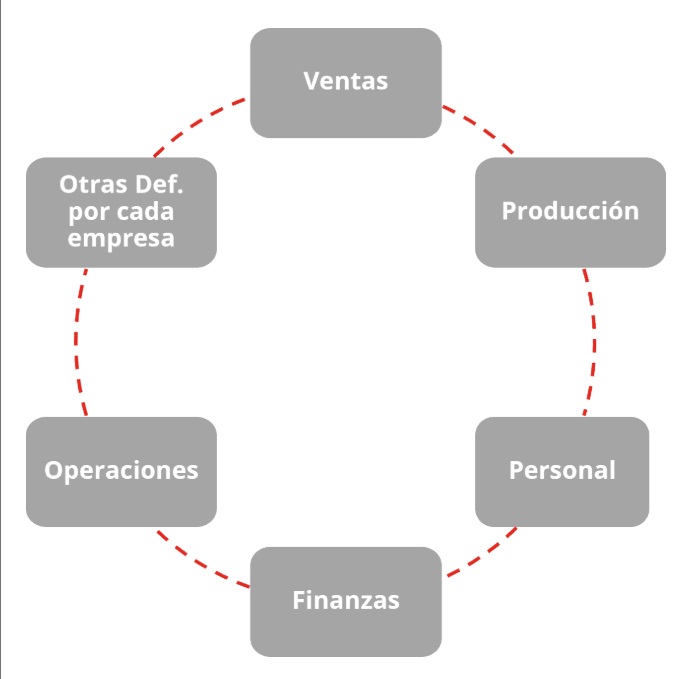 Ventas
Producción
Personal
Finanzas
Operaciones
Otras Def.
por cada
empresa